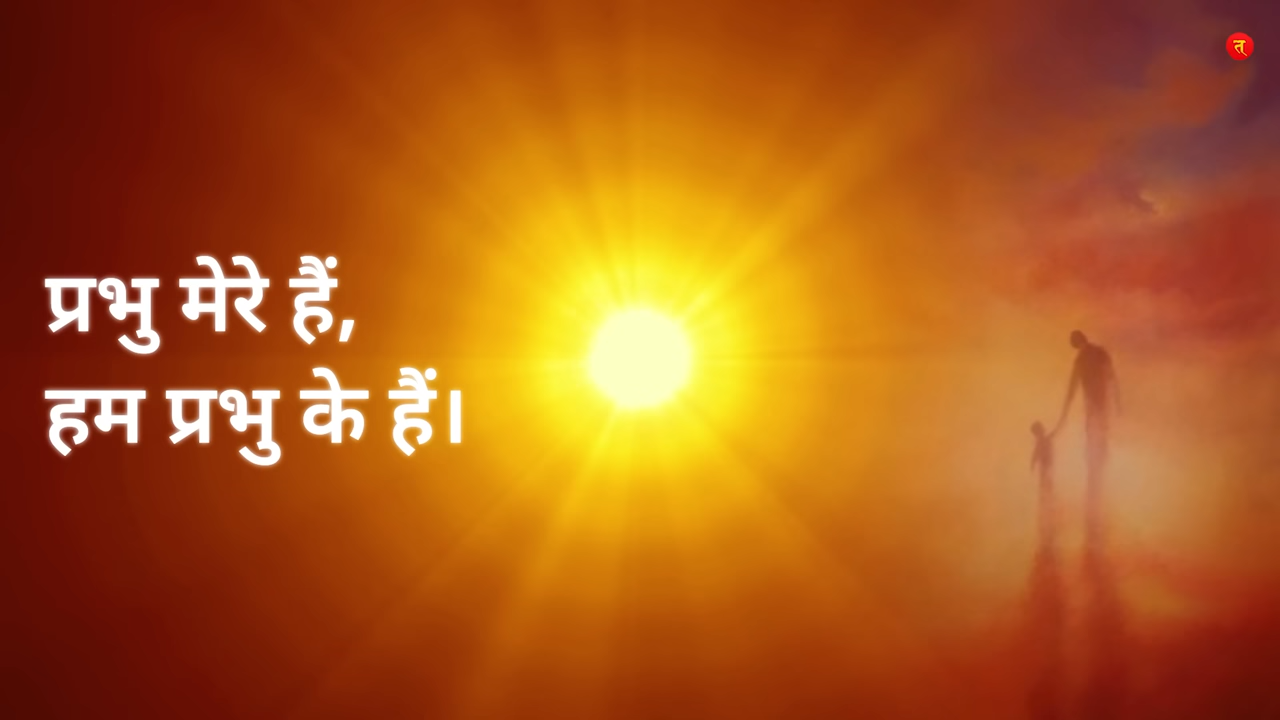 त्
प्रभु मेरे हैं,
हम प्रभु के हैं।